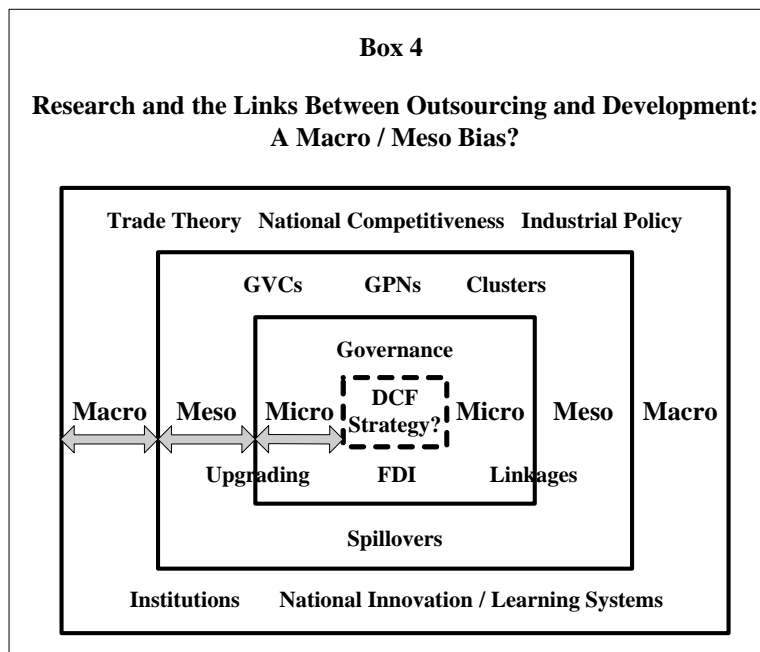 Box 4
Research and the Links Between Outsourcing and Development:
A Macro / Meso Bias?
Trade Theory National Competitiveness Industrial Policy
GVCs GPNs Clusters
Governance
DCF
Macro Meso Micro Strategy? Micro Meso Macro
Upgrading FDI Linkages
Spillovers
Institutions National Innovation / Learning Systems